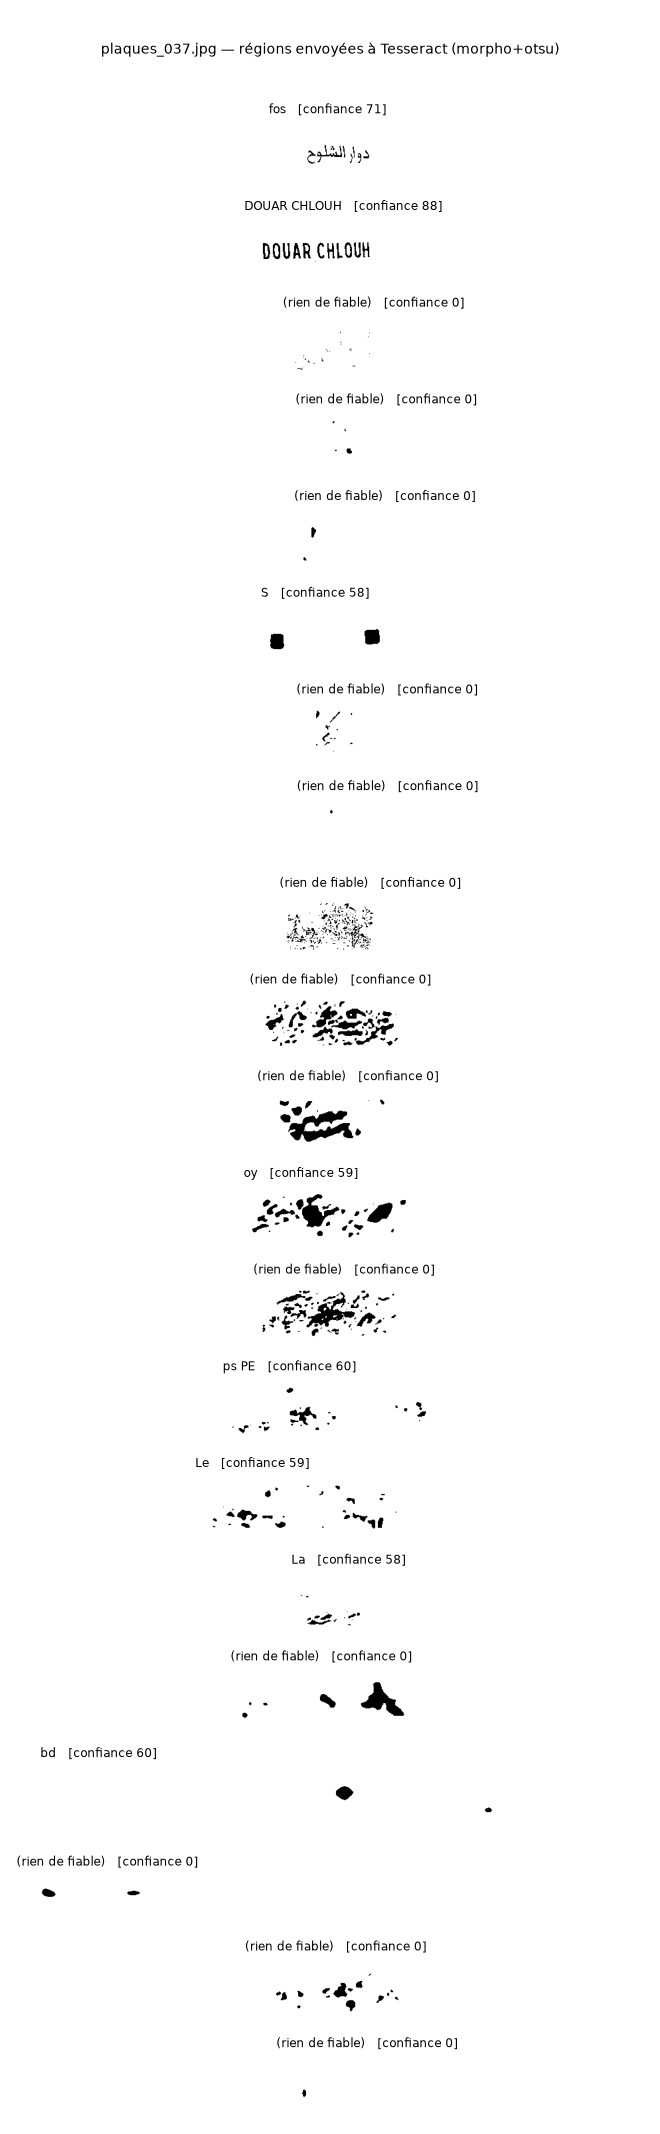 plaques_037.jpg — régions envoyées à Tesseract (morpho+otsu)
fos [confiance 71]
دوار الشلوح
DOUAR CHLOUH [confiance 88]
DOUAR CHLOUH
(rien de fiable) [confiance 0]
(rien de fiable) [confiance 0]
(rien de fiable) [confiance 0]
S [confiance 58]
(rien de fiable) [confiance 0]
(rien de fiable) [confiance 0]
(rien de fiable) [confiance 0]
(rien de fiable) [confiance 0]
(rien de fiable) [confiance 0]
oy [confiance 59]
(rien de fiable) [confiance 0]
ps PE [confiance 60]
Le [confiance 59]
La [confiance 58]
(rien de fiable) [confiance 0]
bd [confiance 60]
(rien de fiable) [confiance 0]
(rien de fiable) [confiance 0]
(rien de fiable) [confiance 0]